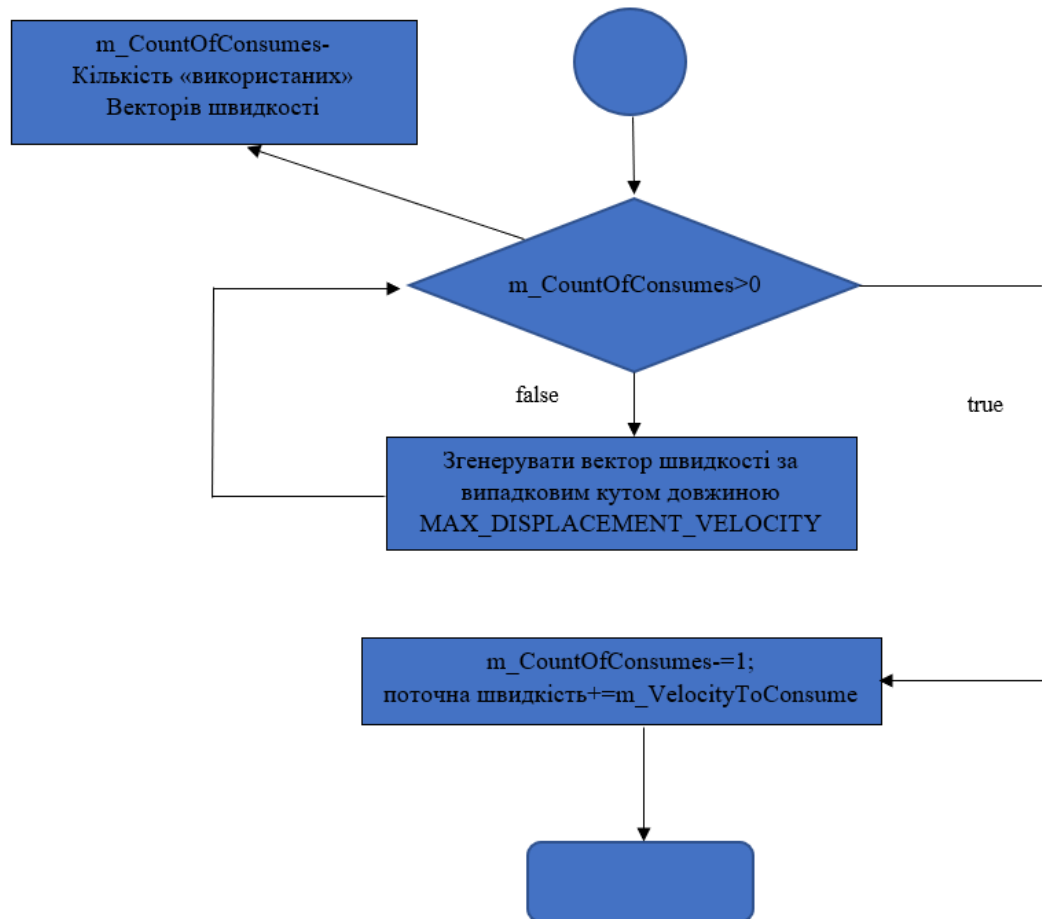 m_CountOfConsumes-
Кількість «використаних»
Векторів швидкості
m_CountOfConsumes>0
false
true
Згенерувати вектор швидкості за
випадковим кутом довжиною
MAX_DISPLACEMENT_VELOCITY
m_CountOfConsumes-=1;
поточна швидкість+=m_VelocityToConsume